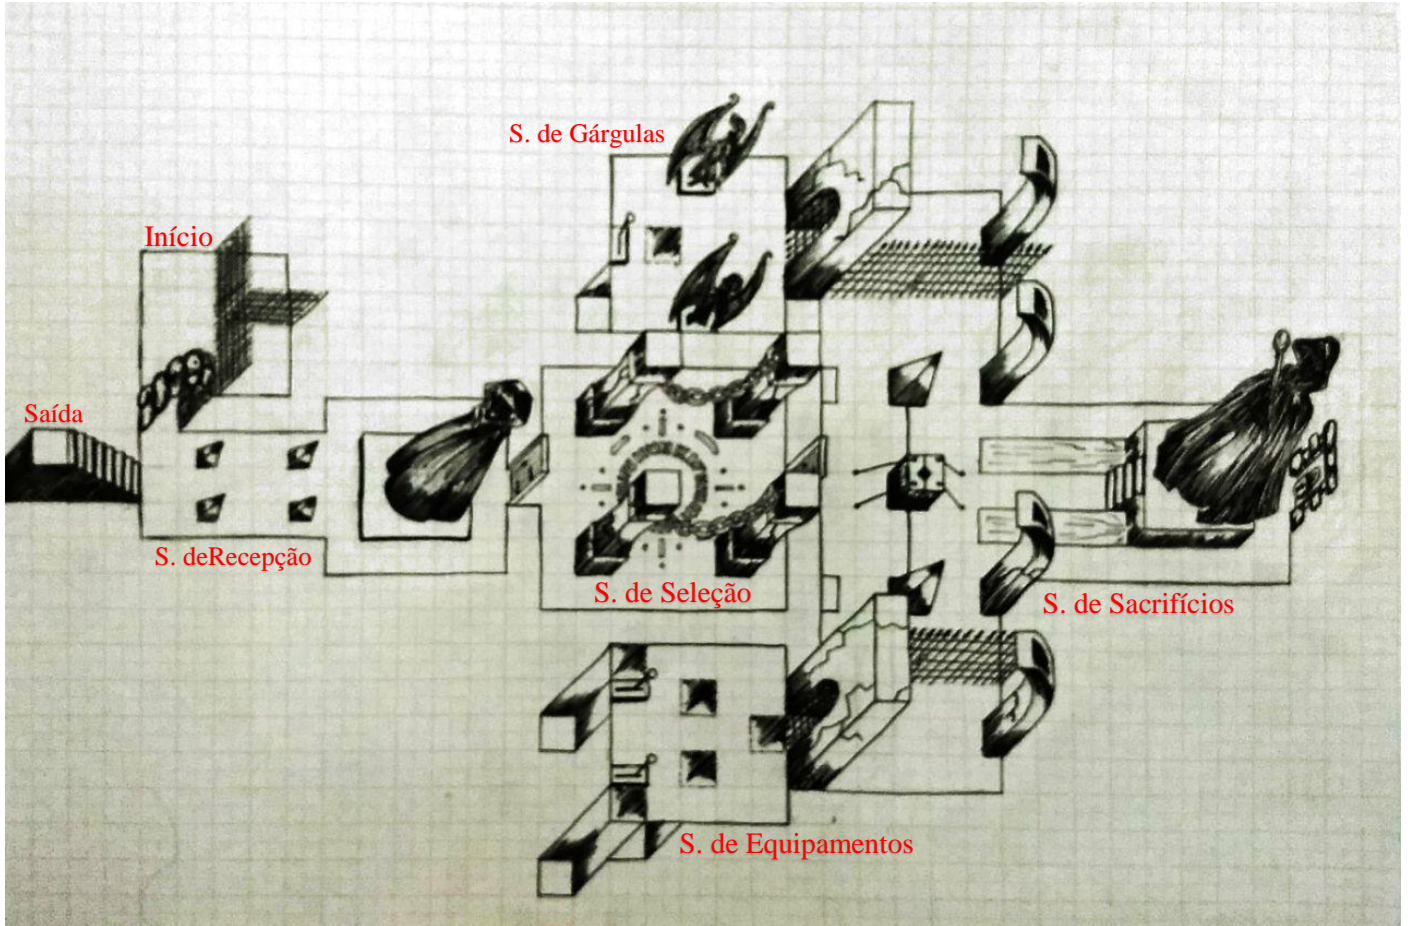 S. de Gárgulas
Início
Saída
S. deRecepção
S. de Seleção
S. de Sacrifícios
S. de Equipamentos